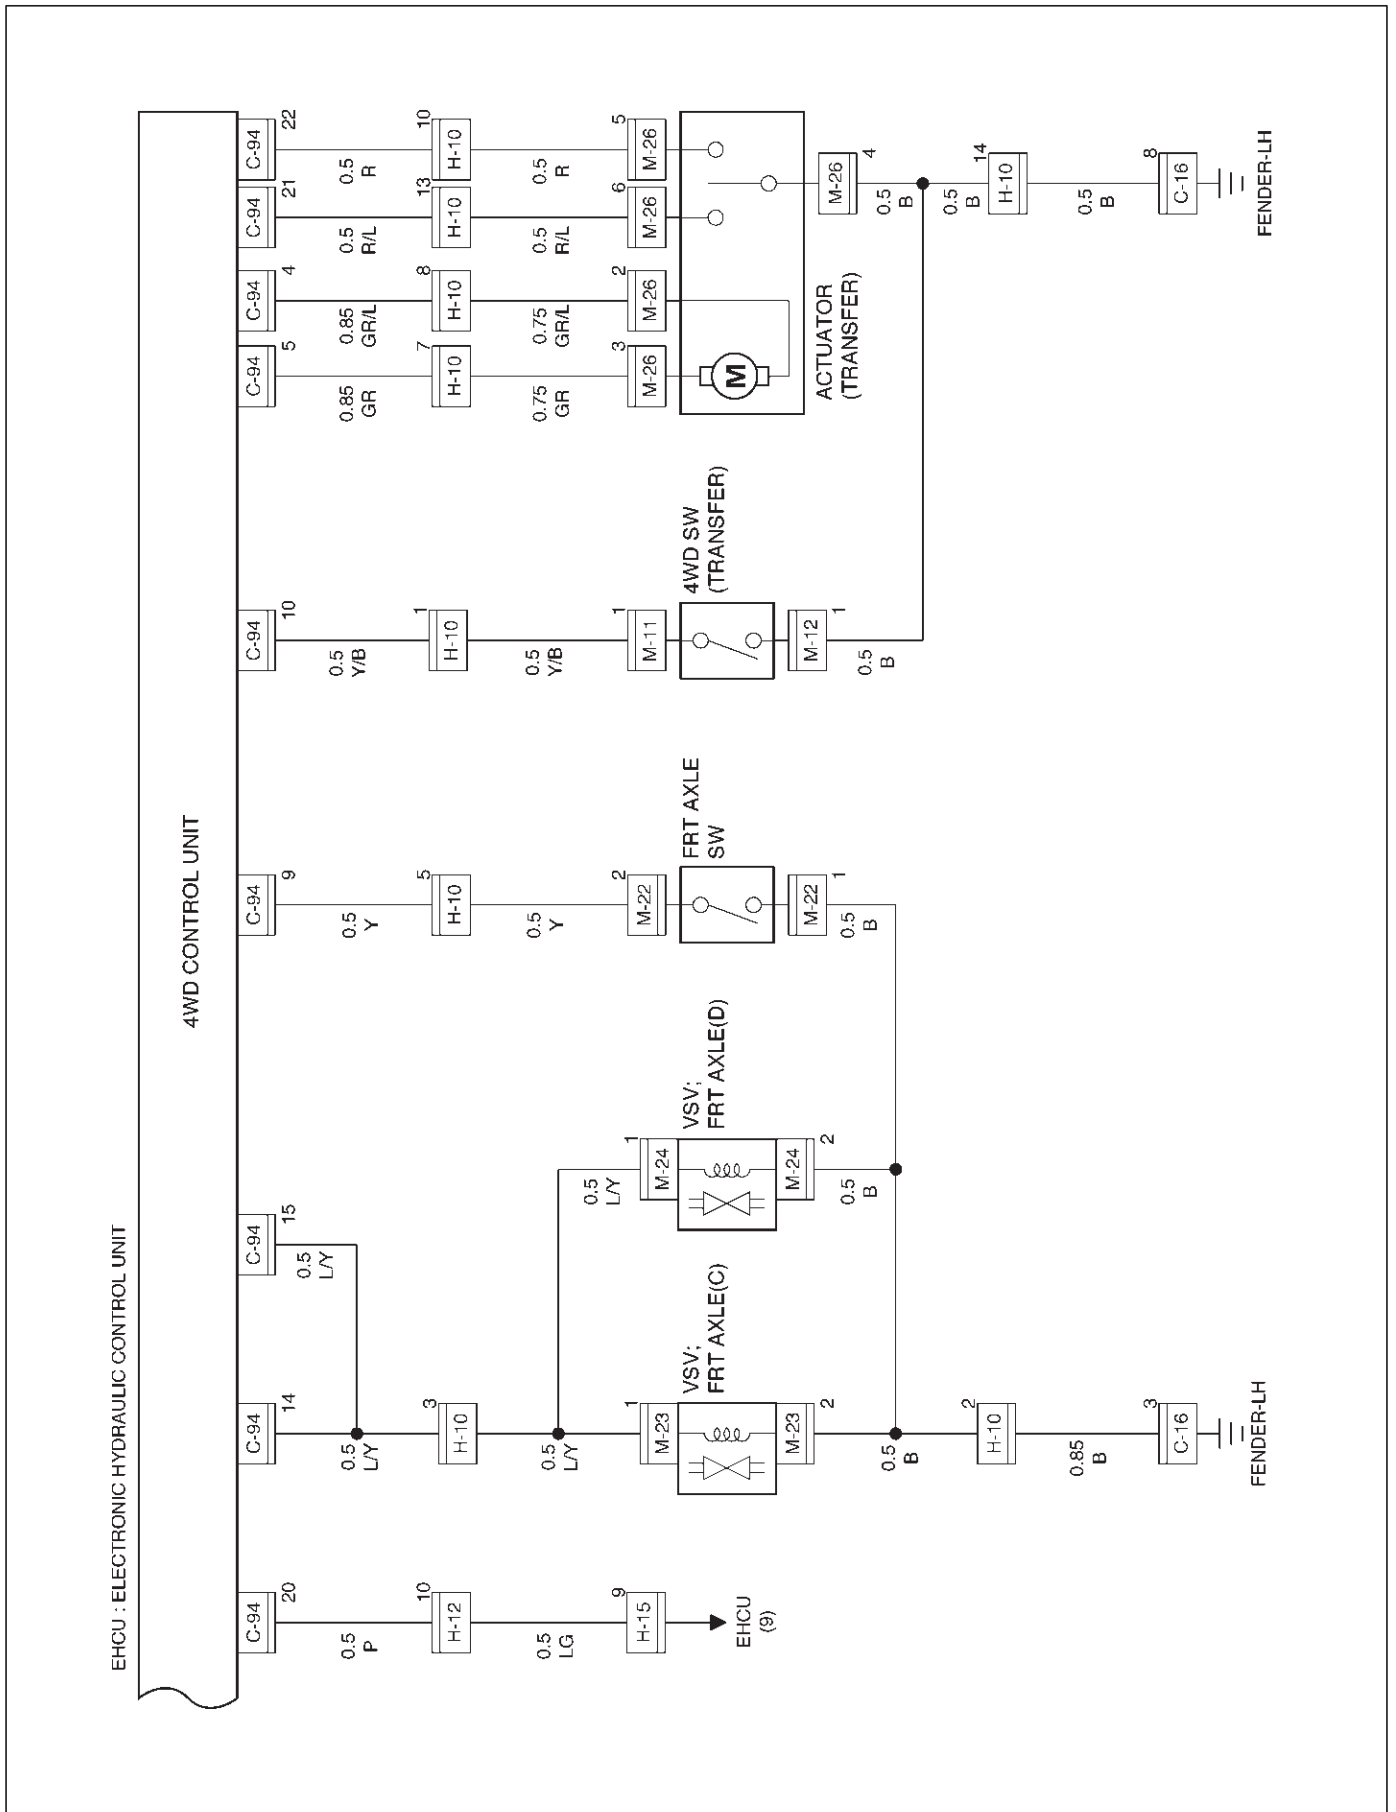 EHCU : ELECTRONIC HYDRAULIC CONTROL UNIT
4WD CONTROL UNIT
C-94
20
C-94
14
C-94
15
C-94
9
C-94
10
C-94
5
C-94
4
C-94
21
C-94
22
0.5
P
0.5
L/Y
0.5
L/Y
0.5
Y
0.5
Y/B
0.85
GR
0.85
GR/L
0.5
R/L
0.5
R
H-12
10
H-10
3
H-10
5
H-10
1
H-10
7
H-10
8
H-10
13
H-10
10
0.5
LG
0.5
L/Y
0.5
L/Y
0.5
Y
0.5
Y/B
0.75
GR
0.75
GR/L
0.5
R/L
0.5
R
H-15
9
M-23
1
M-24
1
M-22
2
M-11
1
M-26
3
M-26
2
M-26
6
M-26
5
EHCU
(9)
VSV;
FRT AXLE(C)
VSV;
FRT AXLE(D)
FRT AXLE
SW
4WD SW
(TRANSFER)
M
ACTUATOR
(TRANSFER)
M-23
2
M-24
2
M-22
1
M-12
1
M-26
4
0.5
B
0.5
B
0.5
B
0.5
B
0.5
B
0.5
B
H-10
2
H-10
14
0.85
B
0.5
B
C-16
3
C-16
8
FENDER-LH
FENDER-LH